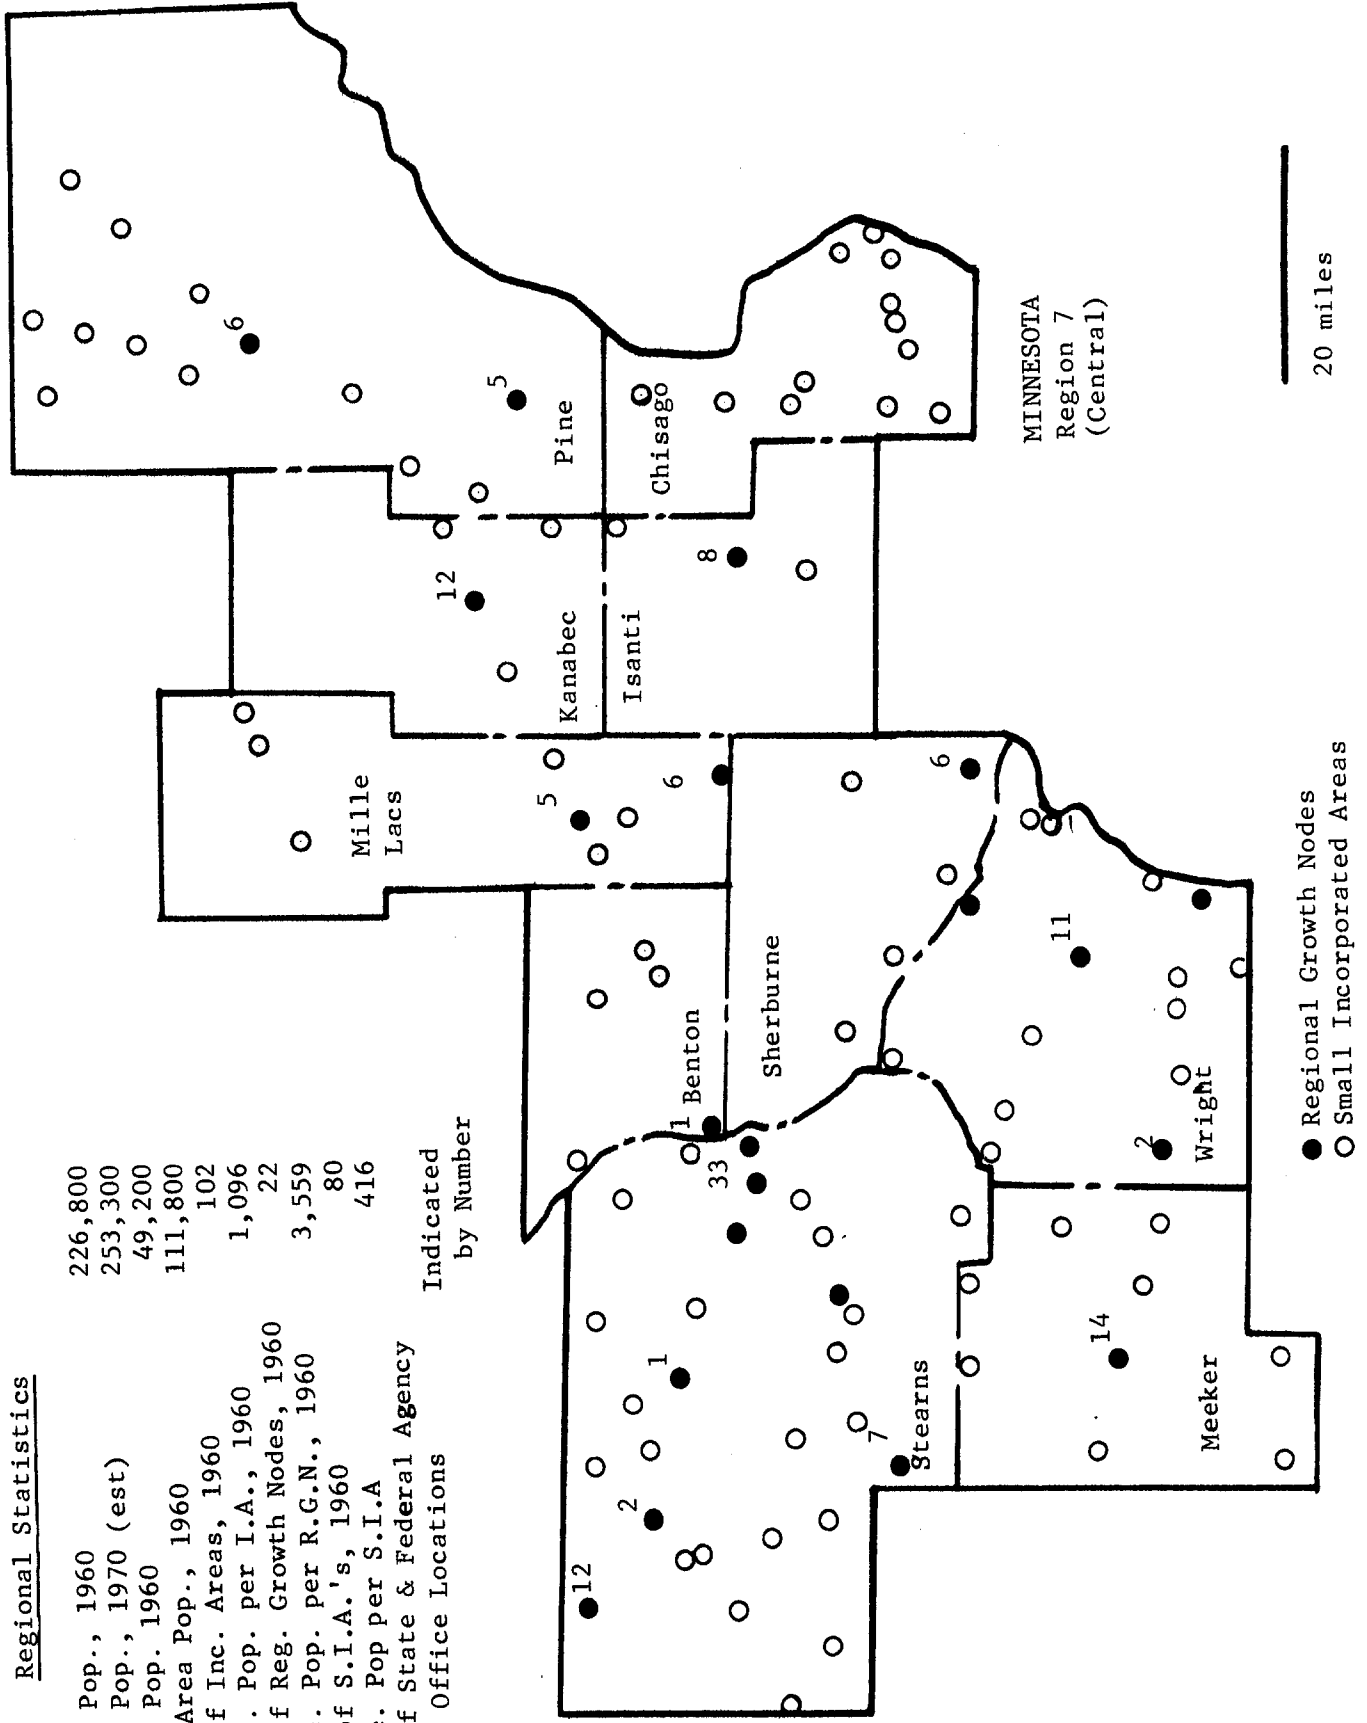 Regional Statistics
Pop., 1960 226,800
Pop., 1970 (est) 253,300
Pop. 1960 49,200
Area Pop., 1960 111,800
f Inc. Areas, 1960 102
. Pop. per I.A., 1960 1,096
f Reg. Growth Nodes, 1960 22
. Pop. per R.G.N., 1960 3,559
of S.I.A.'s, 1960 80
. Pop per S.I.A 416
f State & Federal Agency
Office Locations
Indicated
by Number
6
5
Pine
12
Kanabec
Chisago
8
Isanti
Mille
Lacs
5
6
Benton
1
Sherburne
6
33
12
2
1
7
Stearns
11
2
Wright
14
Meeker
MINNESOTA
Region 7
(Central)
20 miles
Regional Growth Nodes
Small Incorporated Areas